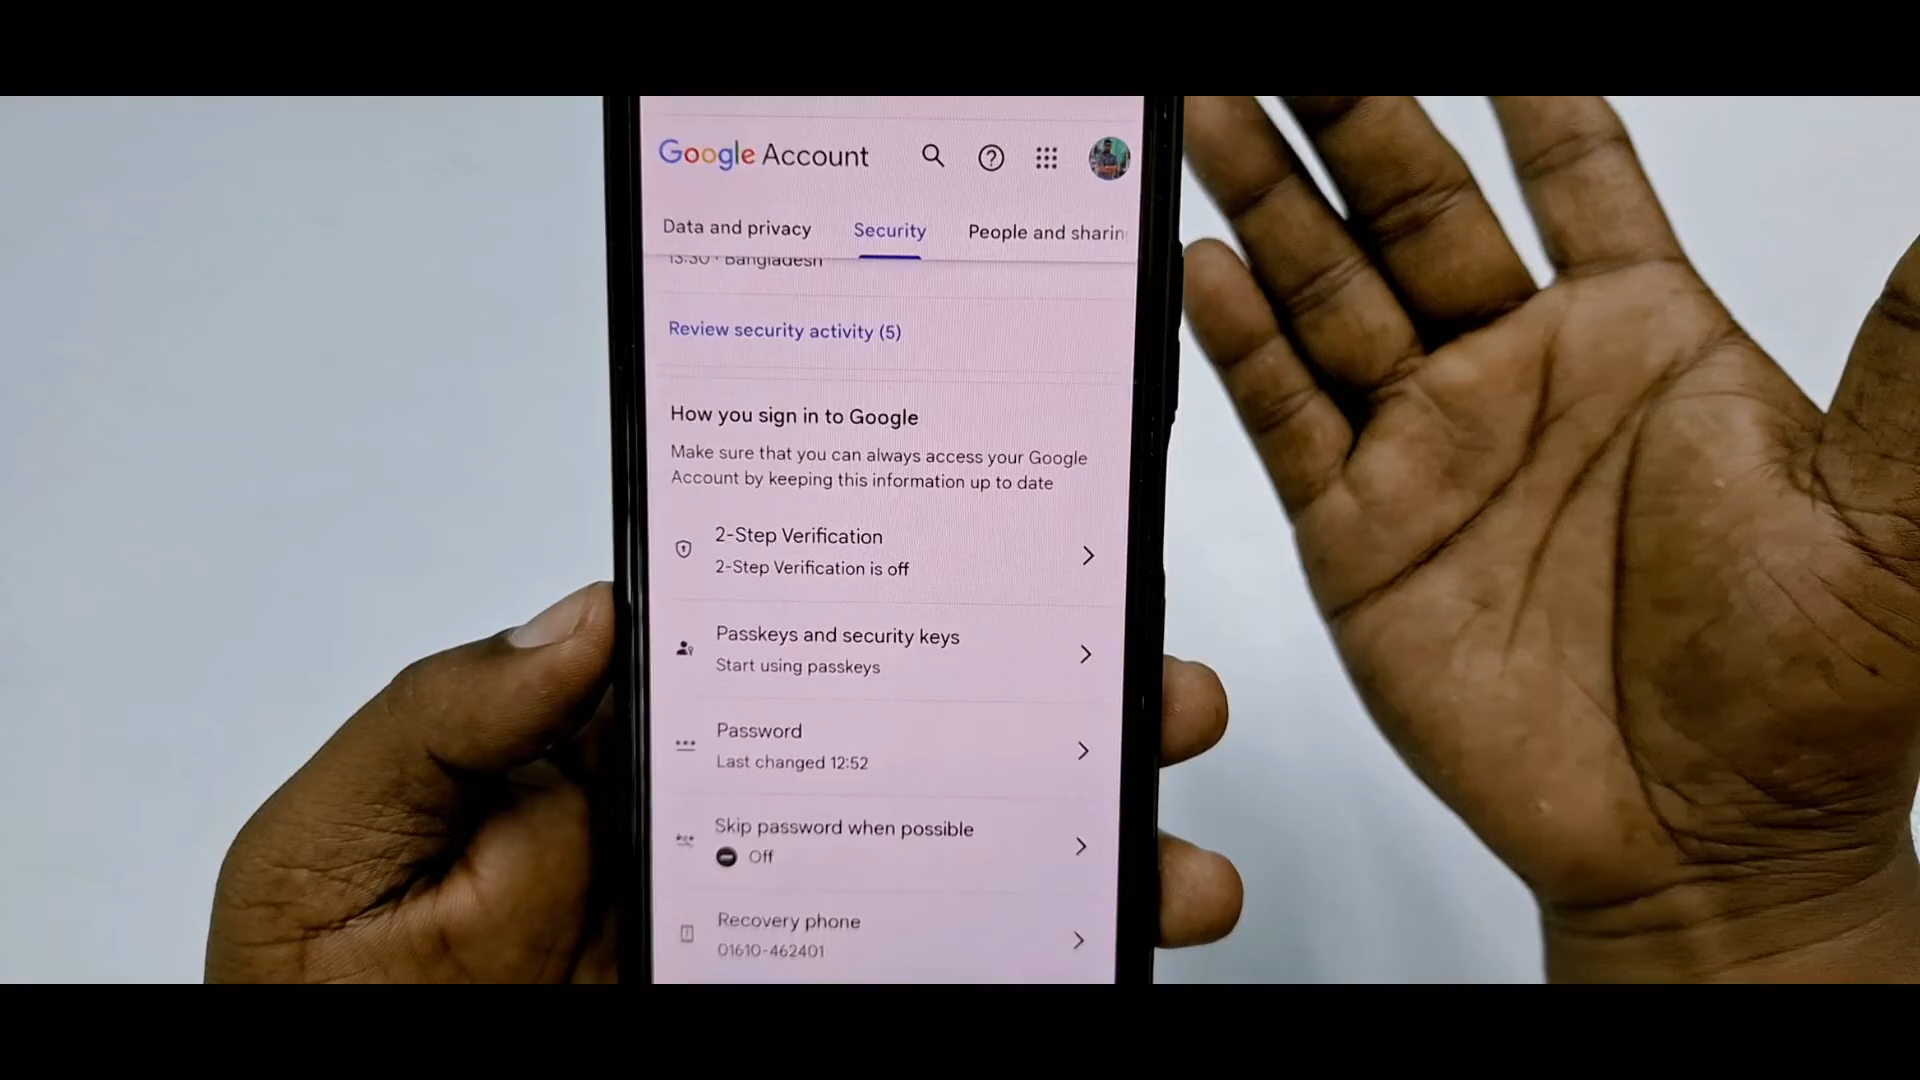 Google Account
Data and privacy Security People and sharin
13:30 · Bangladesh
Review security activity (5)
How you sign in to Google
Make sure that you can always access your Google
Account by keeping this information up to date
2-Step Verification
2-Step Verification is off
Passkeys and security keys
Start using passkeys
Password
Last changed 12:52
Skip password when possible
Off
Recovery phone
01610-462401